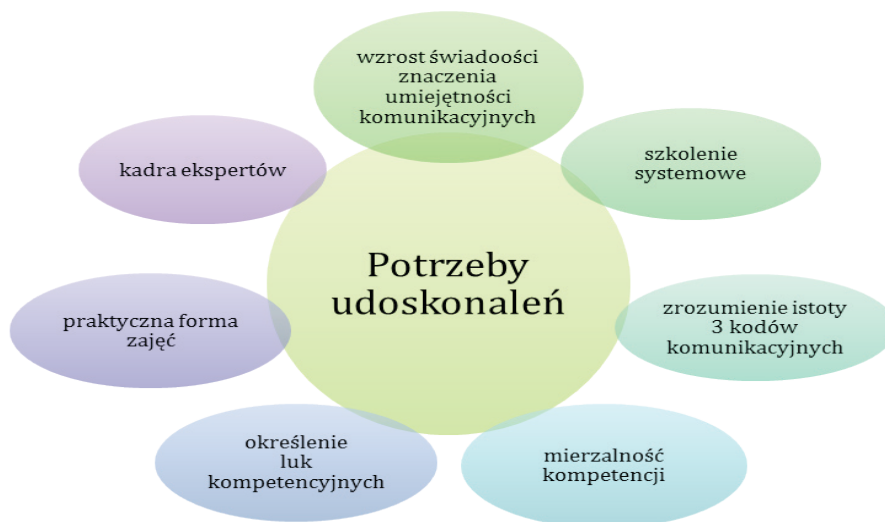 wzrost świadoości
znaczenia
umiejętności
komunikacyjnych
szkolenie
systemowe
zrozumienie istoty
3 kodów
komunikacyjnych
mierzalność
kompetencji
określenie
luk
kompetencyjnych
praktyczna forma
zajęć
kadra ekspertów
Potrzeby
udoskonaleń